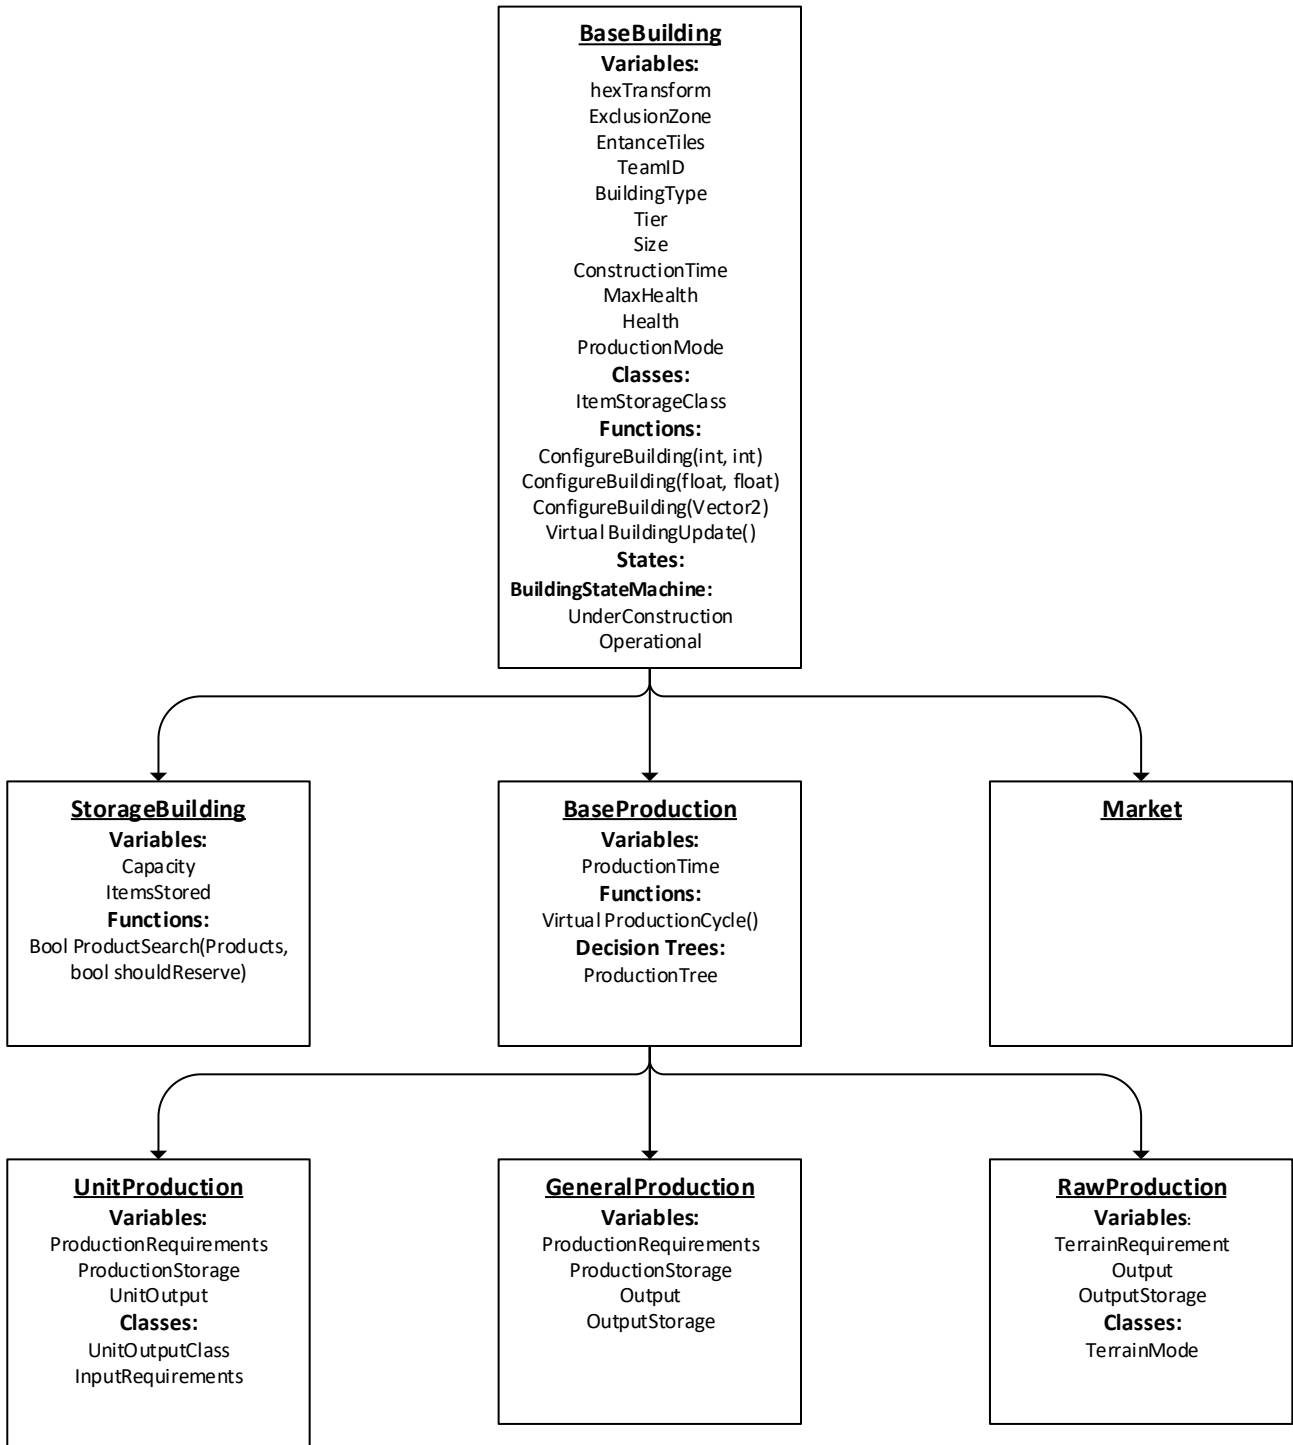 BaseBuilding
Variables:
hexTransform
ExclusionZone
EntanceTiles
TeamID
BuildingType
Tier
Size
ConstructionTime
MaxHealth
Health
ProductionMode
Classes:
ItemStorageClass
Functions:
ConfigureBuilding(int, int)
ConfigureBuilding(float, float)
ConfigureBuilding(Vector2)
Virtual BuildingUpdate()
States:
BuildingStateMachine:
UnderConstruction
Operational
StorageBuilding
Variables:
Capacity
ItemsStored
Functions:
Bool ProductSearch(Products,
bool shouldReserve)
BaseProduction
Variables:
ProductionTime
Functions:
Virtual ProductionCycle()
Decision Trees:
ProductionTree
Market
UnitProduction
Variables:
ProductionRequirements
ProductionStorage
UnitOutput
Classes:
UnitOutputClass
InputRequirements
GeneralProduction
Variables:
ProductionRequirements
ProductionStorage
Output
OutputStorage
RawProduction
Variables:
TerrainRequirement
Output
OutputStorage
Classes:
TerrainMode